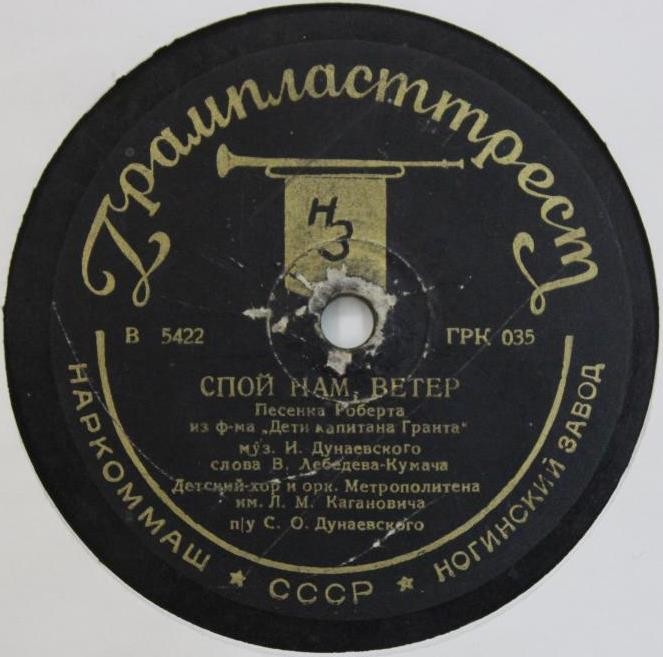 Грампласттрест
НЗ
В 5422
ГРК 035
СПОЙ НАМ, ВЕТЕР
Песенка Роберта
из ф-ма „Дети капитана Гранта“
муз. И. Дунаевского
слова В. Лебедева-Кумача
Детский хор и орк. Метрополитена
им. Л. М. Кагановича
п/у С. О. Дунаевского
НАРКОММАШ ★ СССР ★ НОГИНСКИЙ ЗАВОД